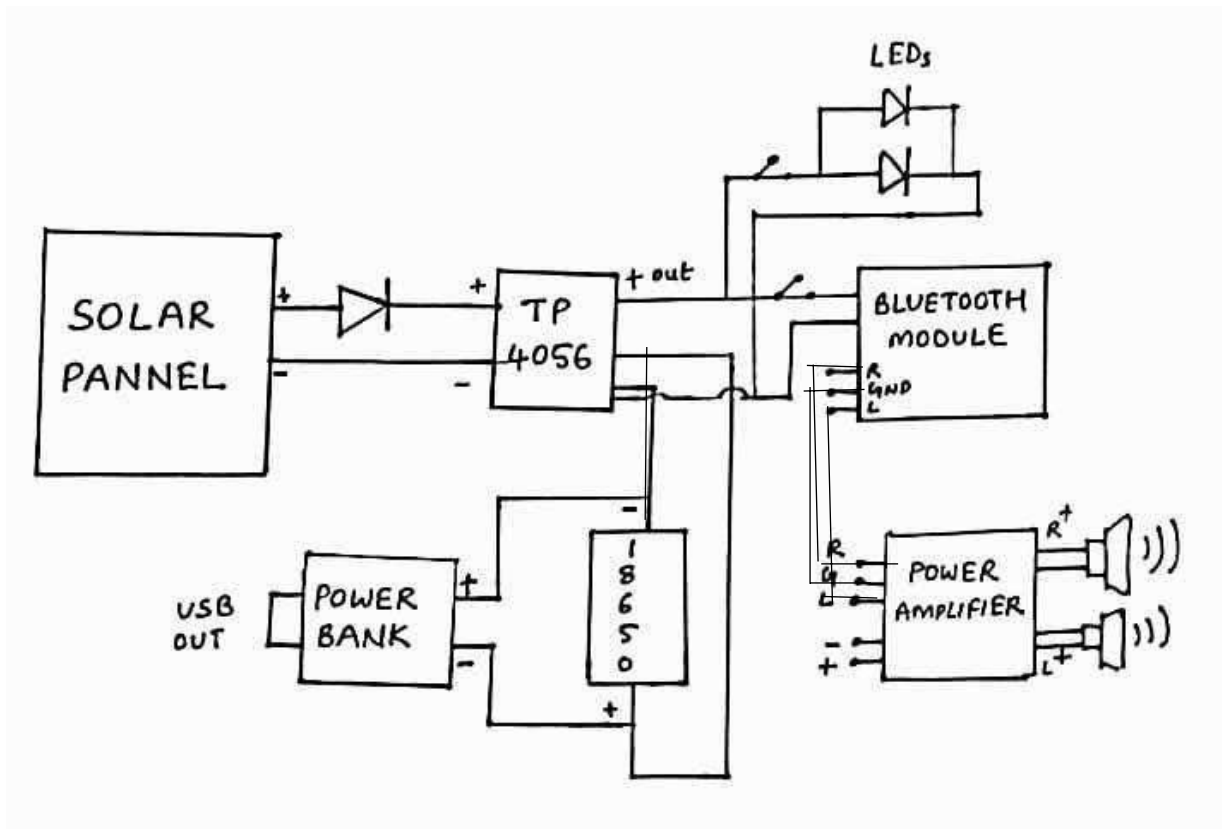 LEDs
SOLAR
PANNEL
+
-
+
-
TP
4056
+ out
BLUETOOTH
MODULE
R
GND
L
-
1
8
6
5
0
+
USB
OUT
POWER
BANK
+
-
R
G
L
-
+
POWER
AMPLIFIER
R+
L+